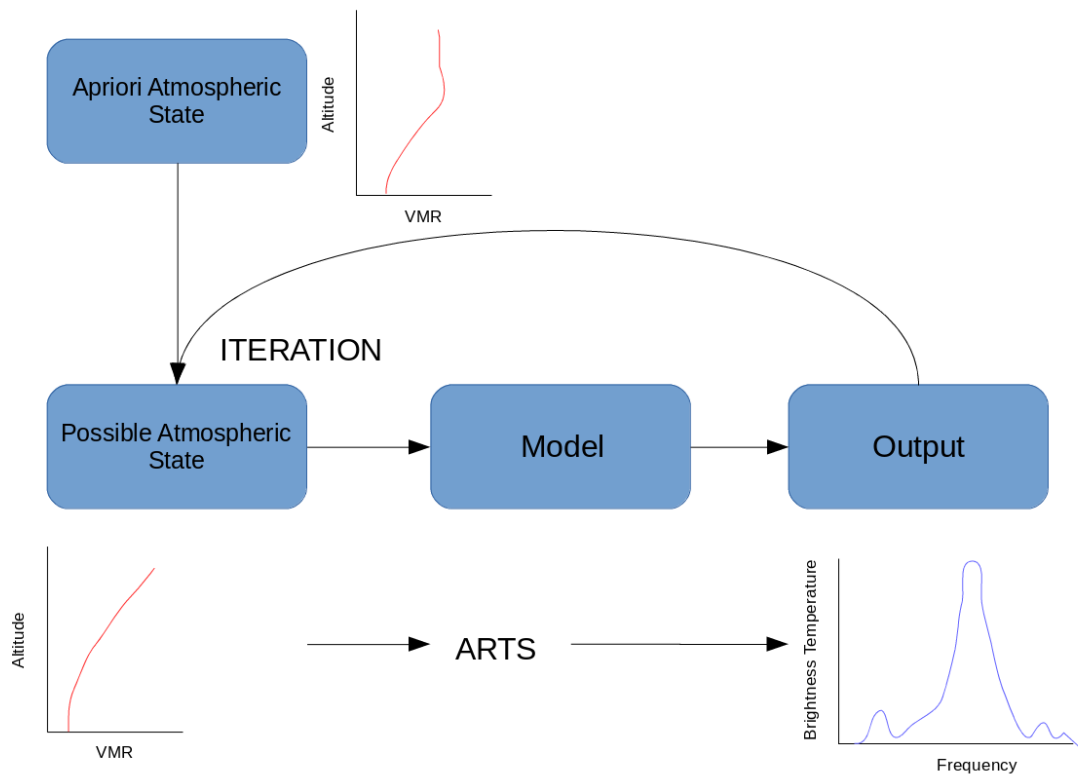 Apriori Atmospheric
State
Altitude
VMR
ITERATION
Possible Atmospheric
State
Model
Output
Altitude
VMR
ARTS
Brightness Temperature
Frequency